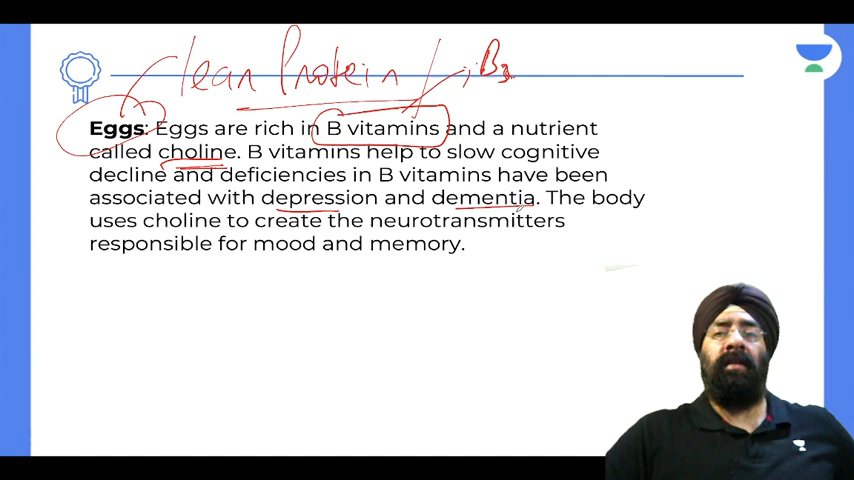 lean Protein / , B3
Eggs: Eggs are rich in B vitamins and a nutrient
called choline. B vitamins help to slow cognitive
decline and deficiencies in B vitamins have been
associated with depression and dementia. The body
uses choline to create the neurotransmitters
responsible for mood and memory.